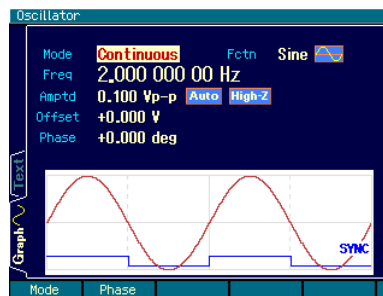 Oscillator
Mode Continuous Fctn Sine
Freq 2,000 000 00 Hz
Amptd 0.100 Vp-p Auto High-Z
Offset +0.000 V
Phase +0.000 deg
Text
Graph
SYNC
Mode Phase